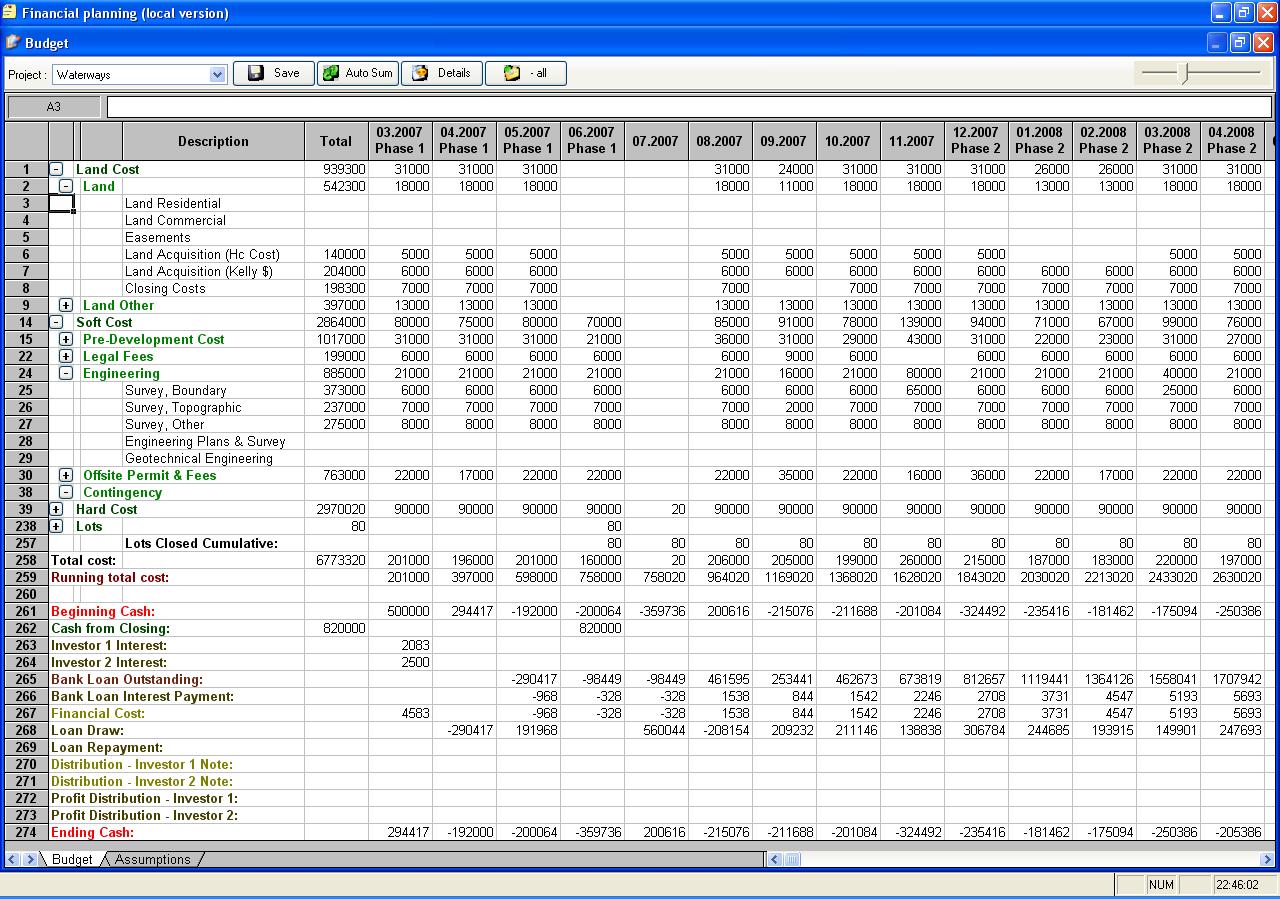 Financial planning (local version)
Budget
Project : Waterways Save Auto Sum Details - all
A3
Description Total 03.2007 Phase 1 04.2007 Phase 1 05.2007 Phase 1 06.2007 Phase 1 07.2007 08.2007 09.2007 10.2007 11.2007 12.2007 Phase 2 01.2008 Phase 2 02.2008 Phase 2 03.2008 Phase 2 04.2008 Phase 2
1 Land Cost 939300 31000 31000 31000 31000 24000 31000 31000 31000 26000 26000 31000 31000
2 Land 542300 18000 18000 18000 18000 11000 18000 18000 18000 13000 13000 18000 18000
3 Land Residential
4 Land Commercial
5 Easements
6 Land Acquisition (Hc Cost) 140000 5000 5000 5000 5000 5000 5000 5000 5000 5000 5000
7 Land Acquisition (Kelly $) 204000 6000 6000 6000 6000 6000 6000 6000 6000 6000 6000 6000 6000
8 Closing Costs 198300 7000 7000 7000 7000 7000 7000 7000 7000 7000 7000 7000
9 Land Other 397000 13000 13000 13000 13000 13000 13000 13000 13000 13000 13000 13000 13000
14 Soft Cost 2864000 80000 75000 80000 70000 85000 91000 78000 139000 94000 71000 67000 99000 76000
15 Pre-Development Cost 1017000 31000 31000 31000 21000 36000 31000 29000 43000 31000 22000 23000 31000 27000
22 Legal Fees 199000 6000 6000 6000 6000 6000 9000 6000 6000 6000 6000 6000 6000
24 Engineering 885000 21000 21000 21000 21000 21000 16000 21000 80000 21000 21000 21000 40000 21000
25 Survey, Boundary 373000 6000 6000 6000 6000 6000 6000 6000 65000 6000 6000 6000 25000 6000
26 Survey, Topographic 237000 7000 7000 7000 7000 7000 2000 7000 7000 7000 7000 7000 7000 7000
27 Survey, Other 275000 8000 8000 8000 8000 8000 8000 8000 8000 8000 8000 8000 8000 8000
28 Engineering Plans & Survey
29 Geotechnical Engineering
30 Offsite Permit & Fees 763000 22000 17000 22000 22000 22000 35000 22000 16000 36000 22000 17000 22000 22000
38 Contingency
39 Hard Cost 2970020 90000 90000 90000 90000 20 90000 90000 90000 90000 90000 90000 90000 90000 90000
238 Lots 80 80
257 Lots Closed Cumulative: 80 80 80 80 80 80 80 80 80 80 80
258 Total cost: 6773320 201000 196000 201000 160000 20 206000 205000 199000 260000 215000 187000 183000 220000 197000
259 Running total cost: 201000 397000 598000 758000 758020 964020 1169020 1368020 1628020 1843020 2030020 2213020 2433020 2630020
260
261 Beginning Cash: 500000 294417 -192000 -200064 -359736 200616 -215076 -211688 -201084 -324492 -235416 -181462 -175094 -250386
262 Cash from Closing: 820000 820000
263 Investor 1 Interest: 2083
264 Investor 2 Interest: 2500
265 Bank Loan Outstanding: -290417 -98449 -98449 461595 253441 462673 673819 812657 1119441 1364126 1558041 1707942
266 Bank Loan Interest Payment: -968 -328 -328 1538 844 1542 2246 2708 3731 4547 5193 5693
267 Financial Cost: 4583 -968 -328 -328 1538 844 1542 2246 2708 3731 4547 5193 5693
268 Loan Draw: -290417 191968 560044 -208154 209232 211146 138838 306784 244685 193915 149901 247693
269 Loan Repayment:
270 Distribution - Investor 1 Note:
271 Distribution - Investor 2 Note:
272 Profit Distribution - Investor 1:
273 Profit Distribution - Investor 2:
274 Ending Cash: 294417 -192000 -200064 -359736 200616 -215076 -211688 -201084 -324492 -235416 -181462 -175094 -250386 -205386
Budget Assumptions
NUM 22:46:02